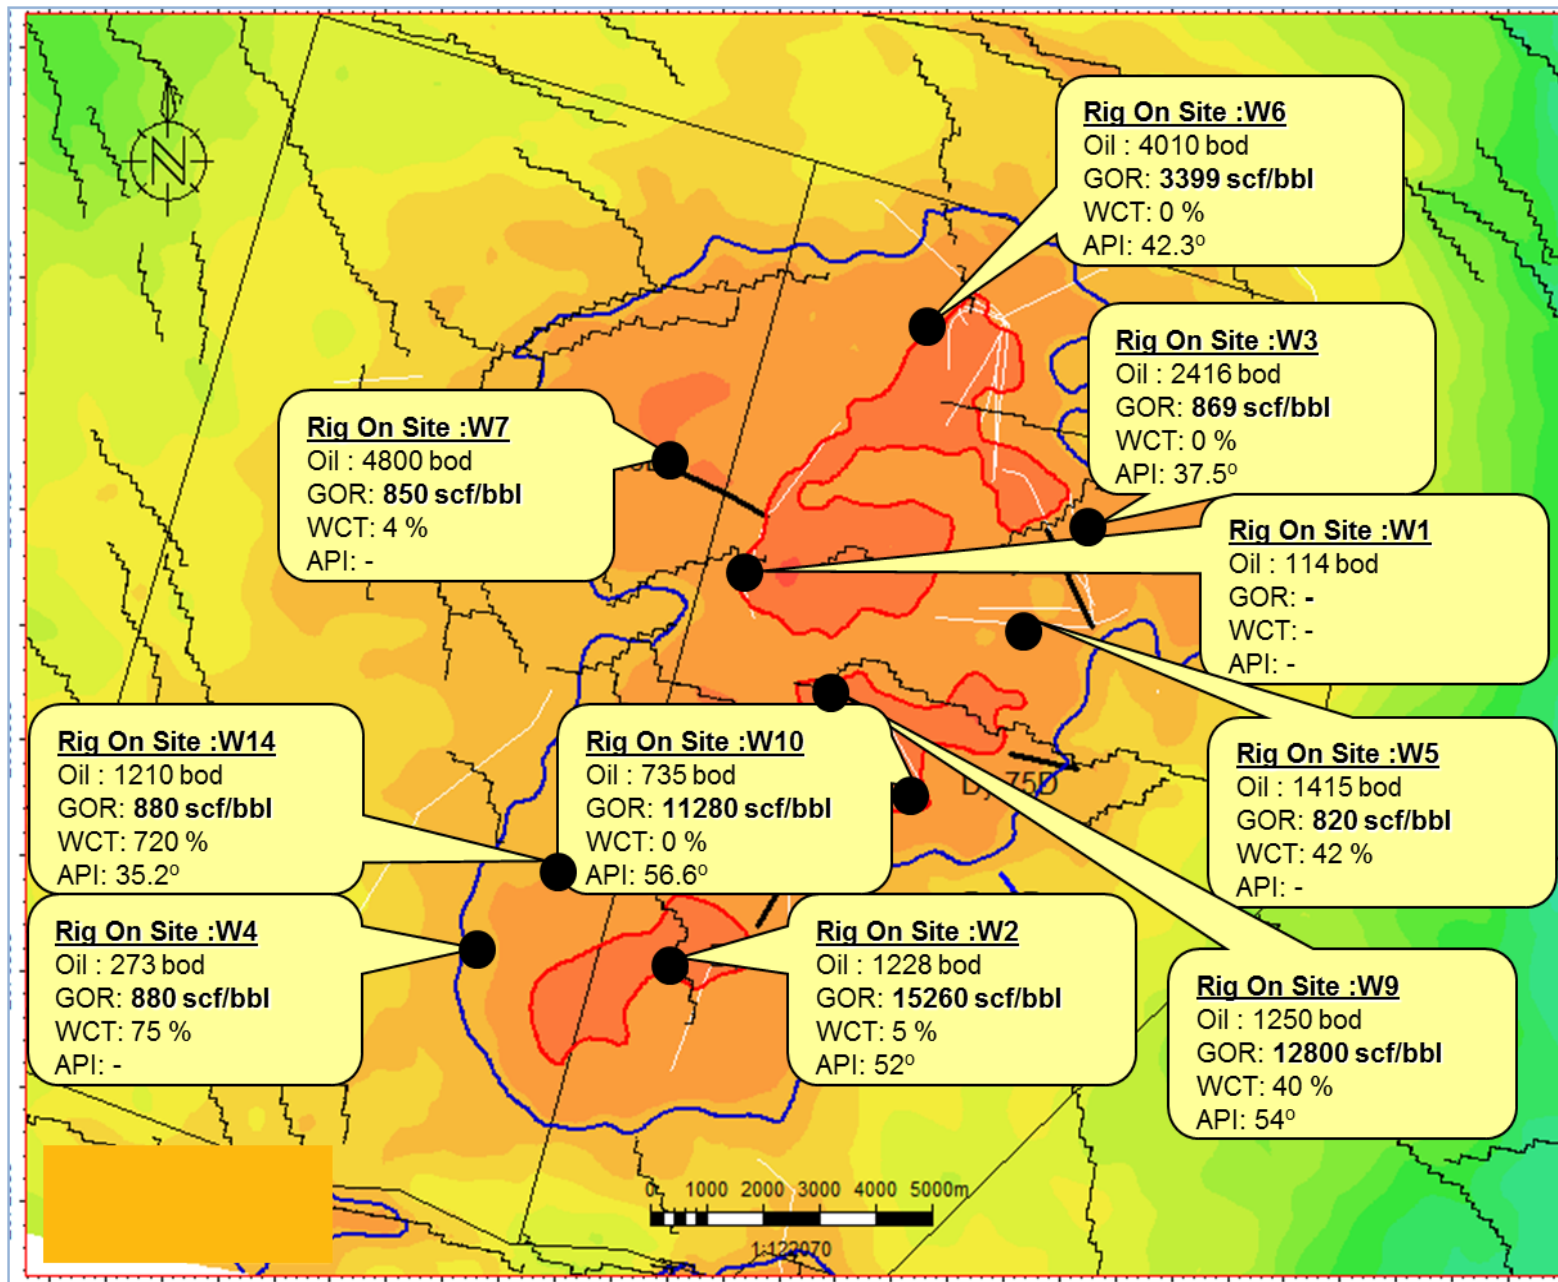 N
Rig On Site :W6
Oil : 4010 bod
GOR: 3399 scf/bbl
WCT: 0 %
API: 42.3º
Rig On Site :W3
Oil : 2416 bod
GOR: 869 scf/bbl
WCT: 0 %
API: 37.5º
Rig On Site :W7
Oil : 4800 bod
GOR: 850 scf/bbl
WCT: 4 %
API: -
Rig On Site :W1
Oil : 114 bod
GOR: -
WCT: -
API: -
Rig On Site :W14
Oil : 1210 bod
GOR: 880 scf/bbl
WCT: 720 %
API: 35.2º
Rig On Site :W10
Oil : 735 bod
GOR: 11280 scf/bbl
WCT: 0 %
API: 56.6º
Rig On Site :W5
Oil : 1415 bod
GOR: 820 scf/bbl
WCT: 42 %
API: -
Rig On Site :W4
Oil : 273 bod
GOR: 880 scf/bbl
WCT: 75 %
API: -
Rig On Site :W2
Oil : 1228 bod
GOR: 15260 scf/bbl
WCT: 5 %
API: 52º
Rig On Site :W9
Oil : 1250 bod
GOR: 12800 scf/bbl
WCT: 40 %
API: 54º
0 1000 2000 3000 4000 5000m
1:122070